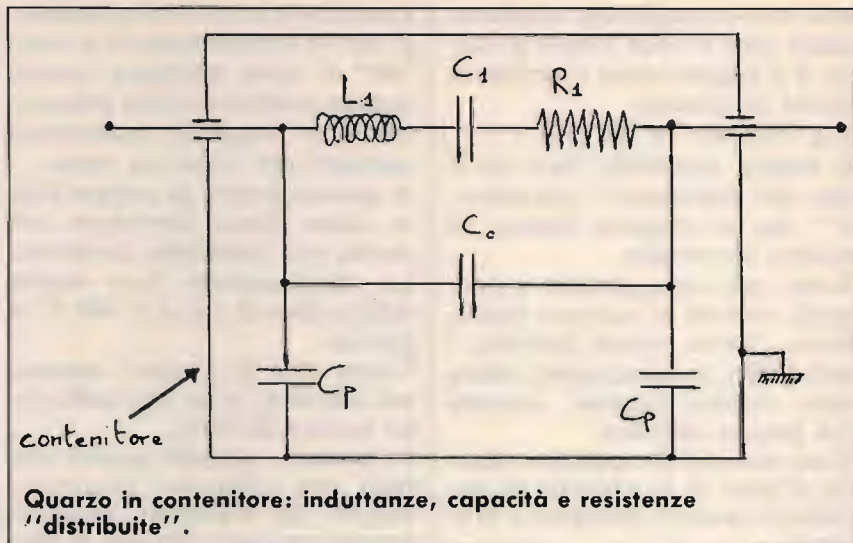 L1
C1
R1
Cc
Cp
Cp
contenitore
Quarzo in contenitore: induttanze, capacità e resistenze
"distribuite".